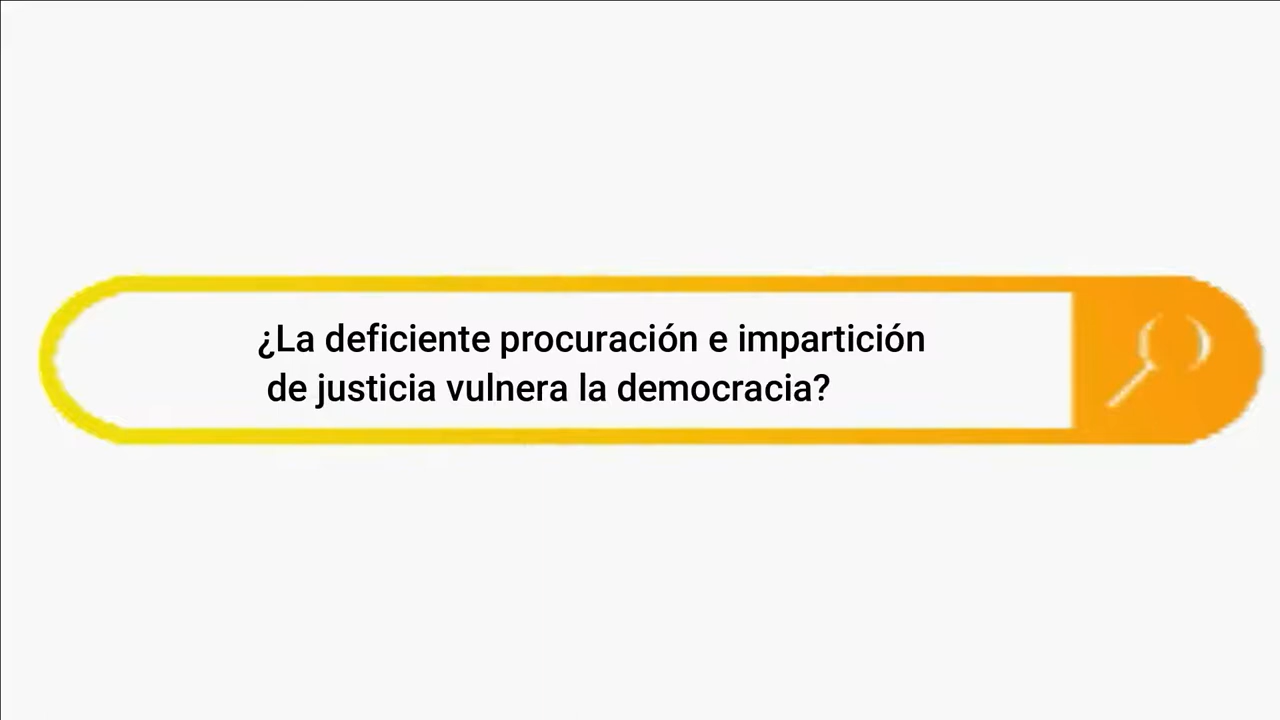 ¿La deficiente procuración e impartición
de justicia vulnera la democracia?